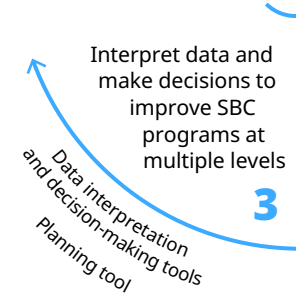 Interpret data and
make decisions to
improve SBC
programs at
multiple levels
3
Data interpretation
and decision-making tools
Planning tool